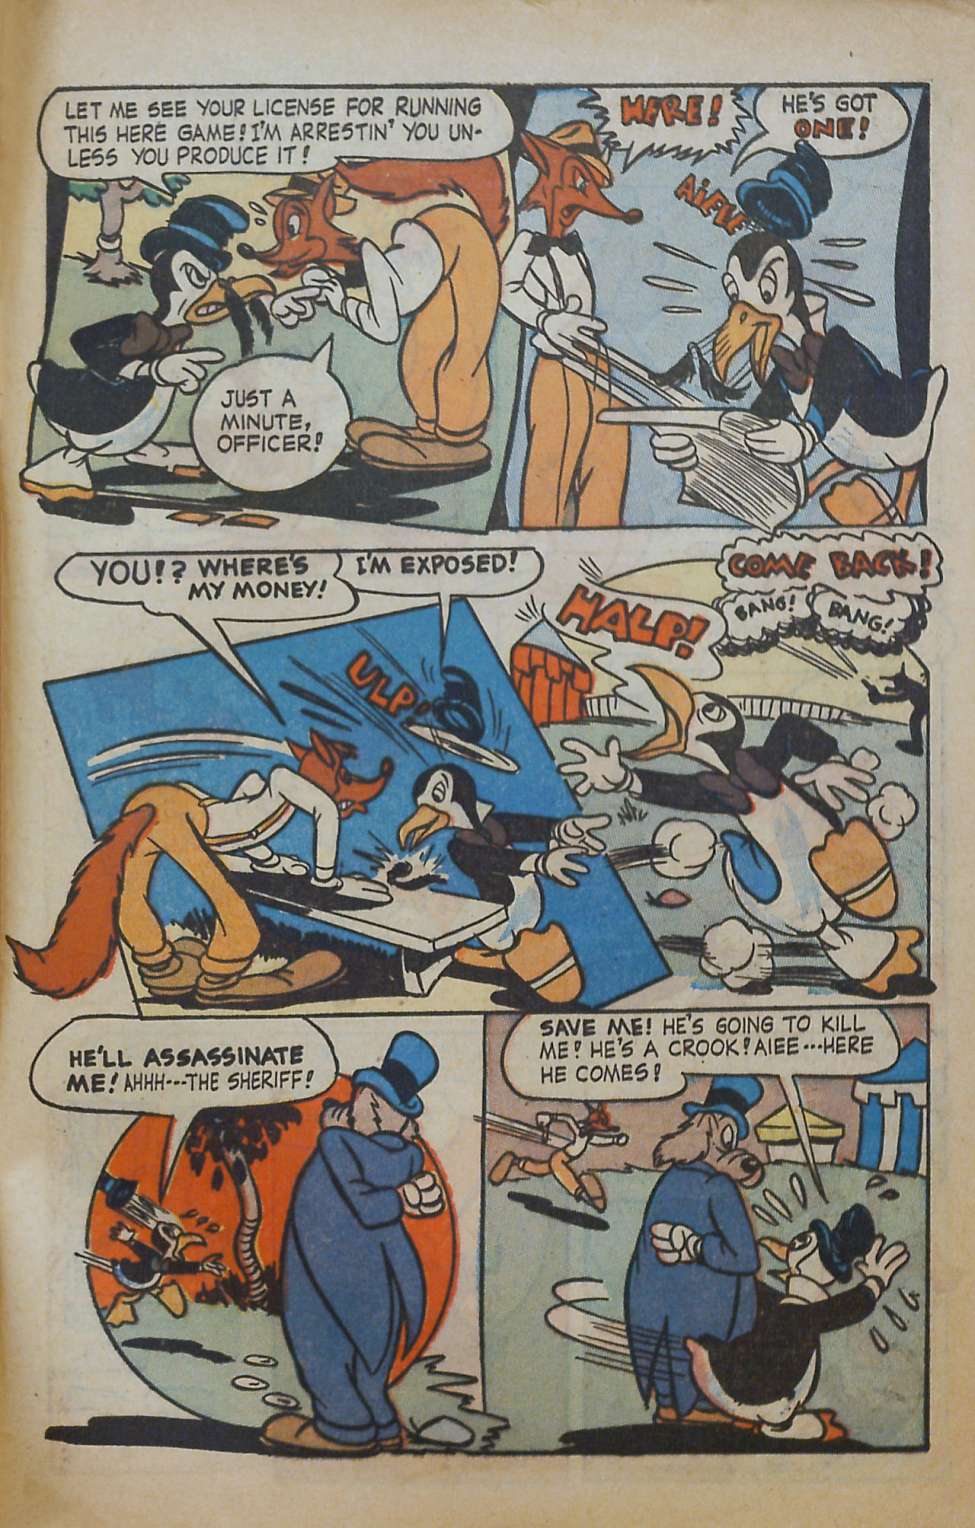 LET ME SEE YOUR LICENSE FOR RUNNING
THIS HERE GAME! I'M ARRESTIN' YOU UN-
LESS YOU PRODUCE IT!
JUST A
MINUTE,
OFFICER!
HERE!
HE'S GOT
ONE!
AIEVE
YOU!? WHERE'S
MY MONEY!
I'M EXPOSED!
ULP!
HALP!
COME BACK!
BANG!
BANG!
HE'LL ASSASSINATE
ME! AHHH---THE SHERIFF!
SAVE ME! HE'S GOING TO KILL
ME! HE'S A CROOK! AIEE---HERE
HE COMES!